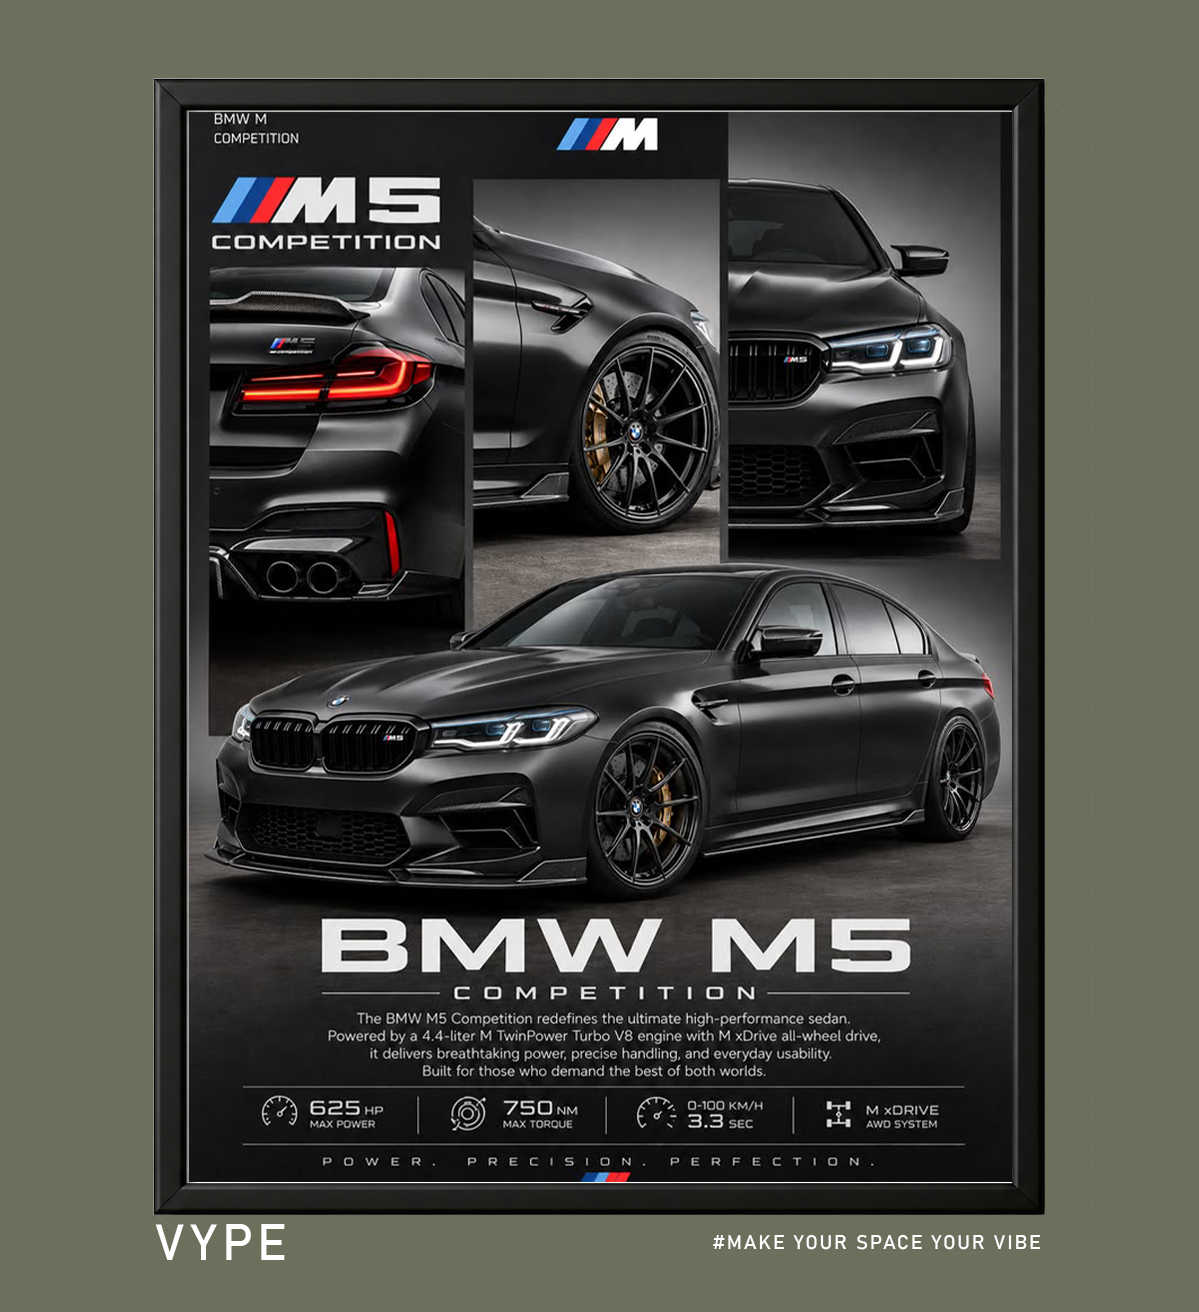 BMW M
COMPETITION
M
M5
COMPETITION
M5
COMPETITION
M5
M5
BMW M5
COMPETITION
The BMW M5 Competition redefines the ultimate high-performance sedan.
Powered by a 4.4-liter M TwinPower Turbo V8 engine with M xDrive all-wheel drive,
it delivers breathtaking power, precise handling, and everyday usability.
Built for those who demand the best of both worlds.
625 HP
MAX POWER
750 NM
MAX TORQUE
0-100 KM/H
3.3 SEC
M xDRIVE
AWD SYSTEM
POWER. PRECISION. PERFECTION.
VYPE
#MAKE YOUR SPACE YOUR VIBE